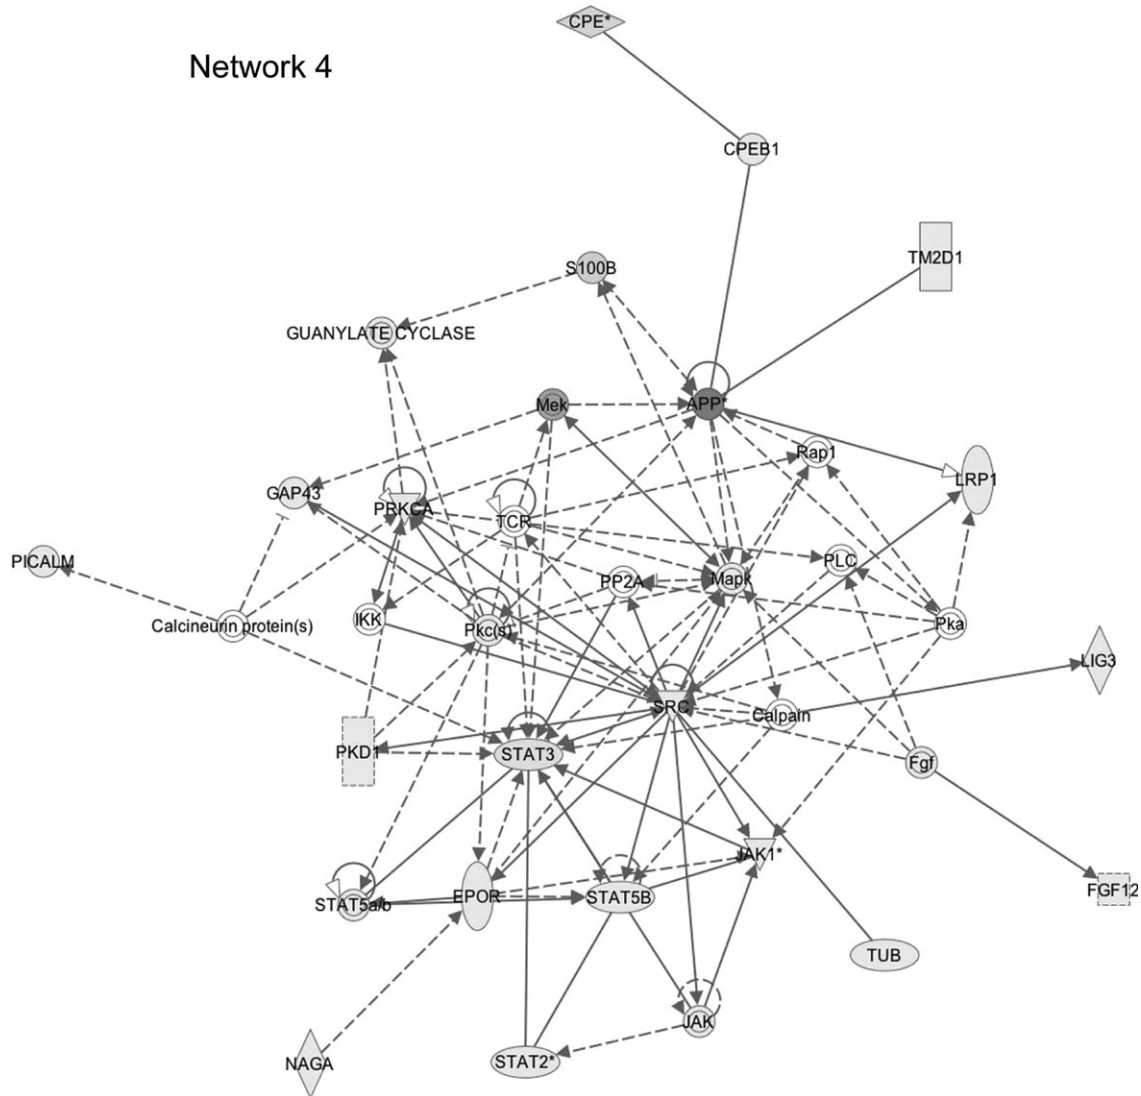 CPE*
Network 4
CPEB1
TM2D1
S100B
GUANYLATE CYCLASE
Mek
APP*
Rap1
LRP1
GAP43
PRKCA
TCR
PICALM
PP2A
Mapk
PLC
Calcineurin protein(s)
IKK
Pkc(s)
Pka
LIG3
SRC
Calpain
PKD1
STAT3
Fgf
JAK1*
STAT5a/b
EPOR
STAT5B
FGF12
TUB
JAK
NAGA
STAT2*